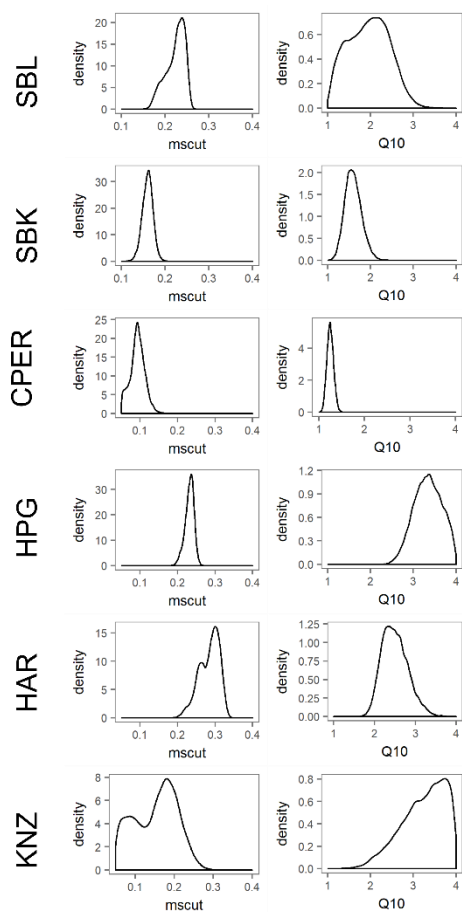 SBL
density
20
15
10
5
0
0.1 0.2 0.3 0.4
mscut
density
0.6
0.4
0.2
0.0
1 2 3 4
Q10
SBK
density
30
20
10
0
0.1 0.2 0.3 0.4
mscut
density
2.0
1.5
1.0
0.5
0.0
1 2 3 4
Q10
CPER
density
25
20
15
10
5
0
0.1 0.2 0.3 0.4
mscut
density
4
2
0
1 2 3 4
Q10
HPG
density
30
20
10
0
0.1 0.2 0.3 0.4
mscut
density
1.2
0.9
0.6
0.3
0.0
1 2 3 4
Q10
HAR
density
15
10
5
0
0.1 0.2 0.3 0.4
mscut
density
1.25
1.00
0.75
0.50
0.25
0.00
1 2 3 4
Q10
KNZ
density
8
6
4
2
0
0.1 0.2 0.3 0.4
mscut
density
0.8
0.6
0.4
0.2
0.0
1 2 3 4
Q10